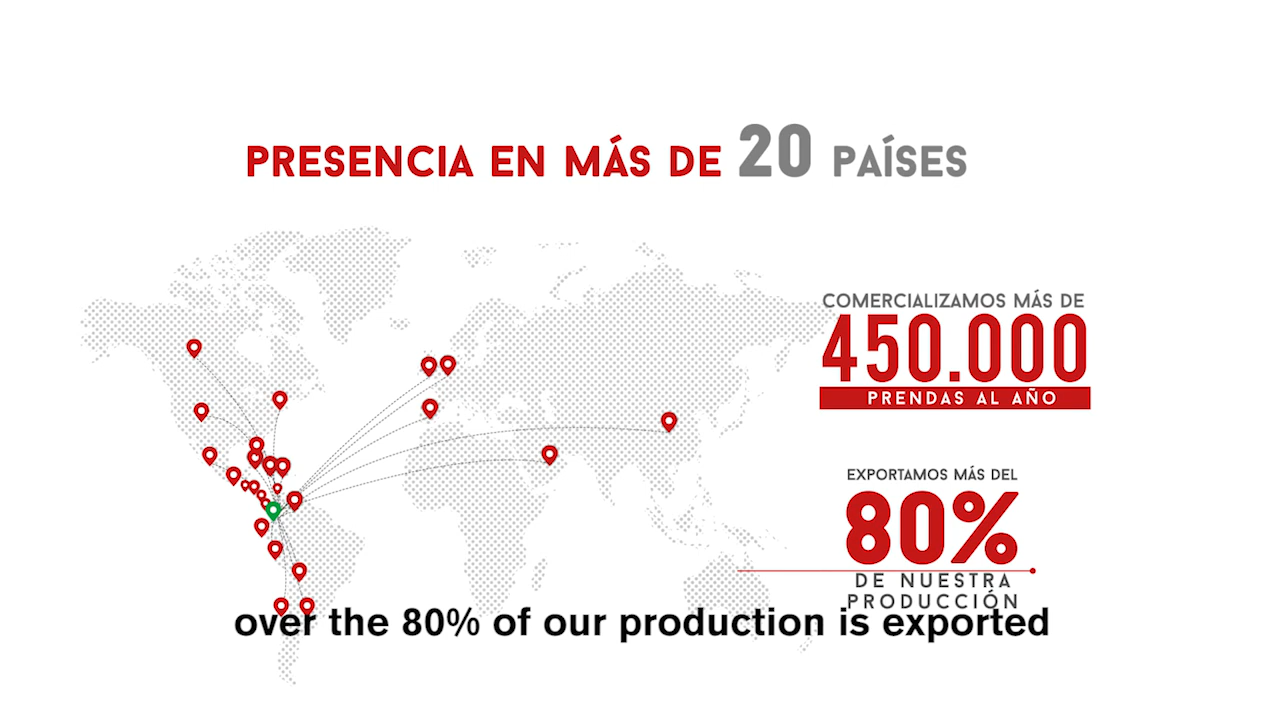 PRESENCIA EN MÁS DE 20 PAÍSES
COMERCIALIZAMOS MÁS DE
450.000
PRENDAS AL AÑO
EXPORTAMOS MÁS DEL
80%
DE NUESTRA
PRODUCCIÓN
over the 80% of our production is exported